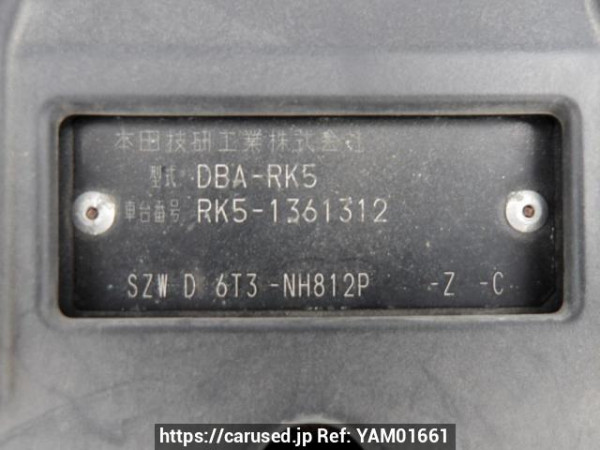 本田技研工業株式会社
型式 DBA-RK5
車台番号 RK5-1361312
SZW D 6T3 -NH812P -Z -C
https://carused.jp Ref: YAM01661